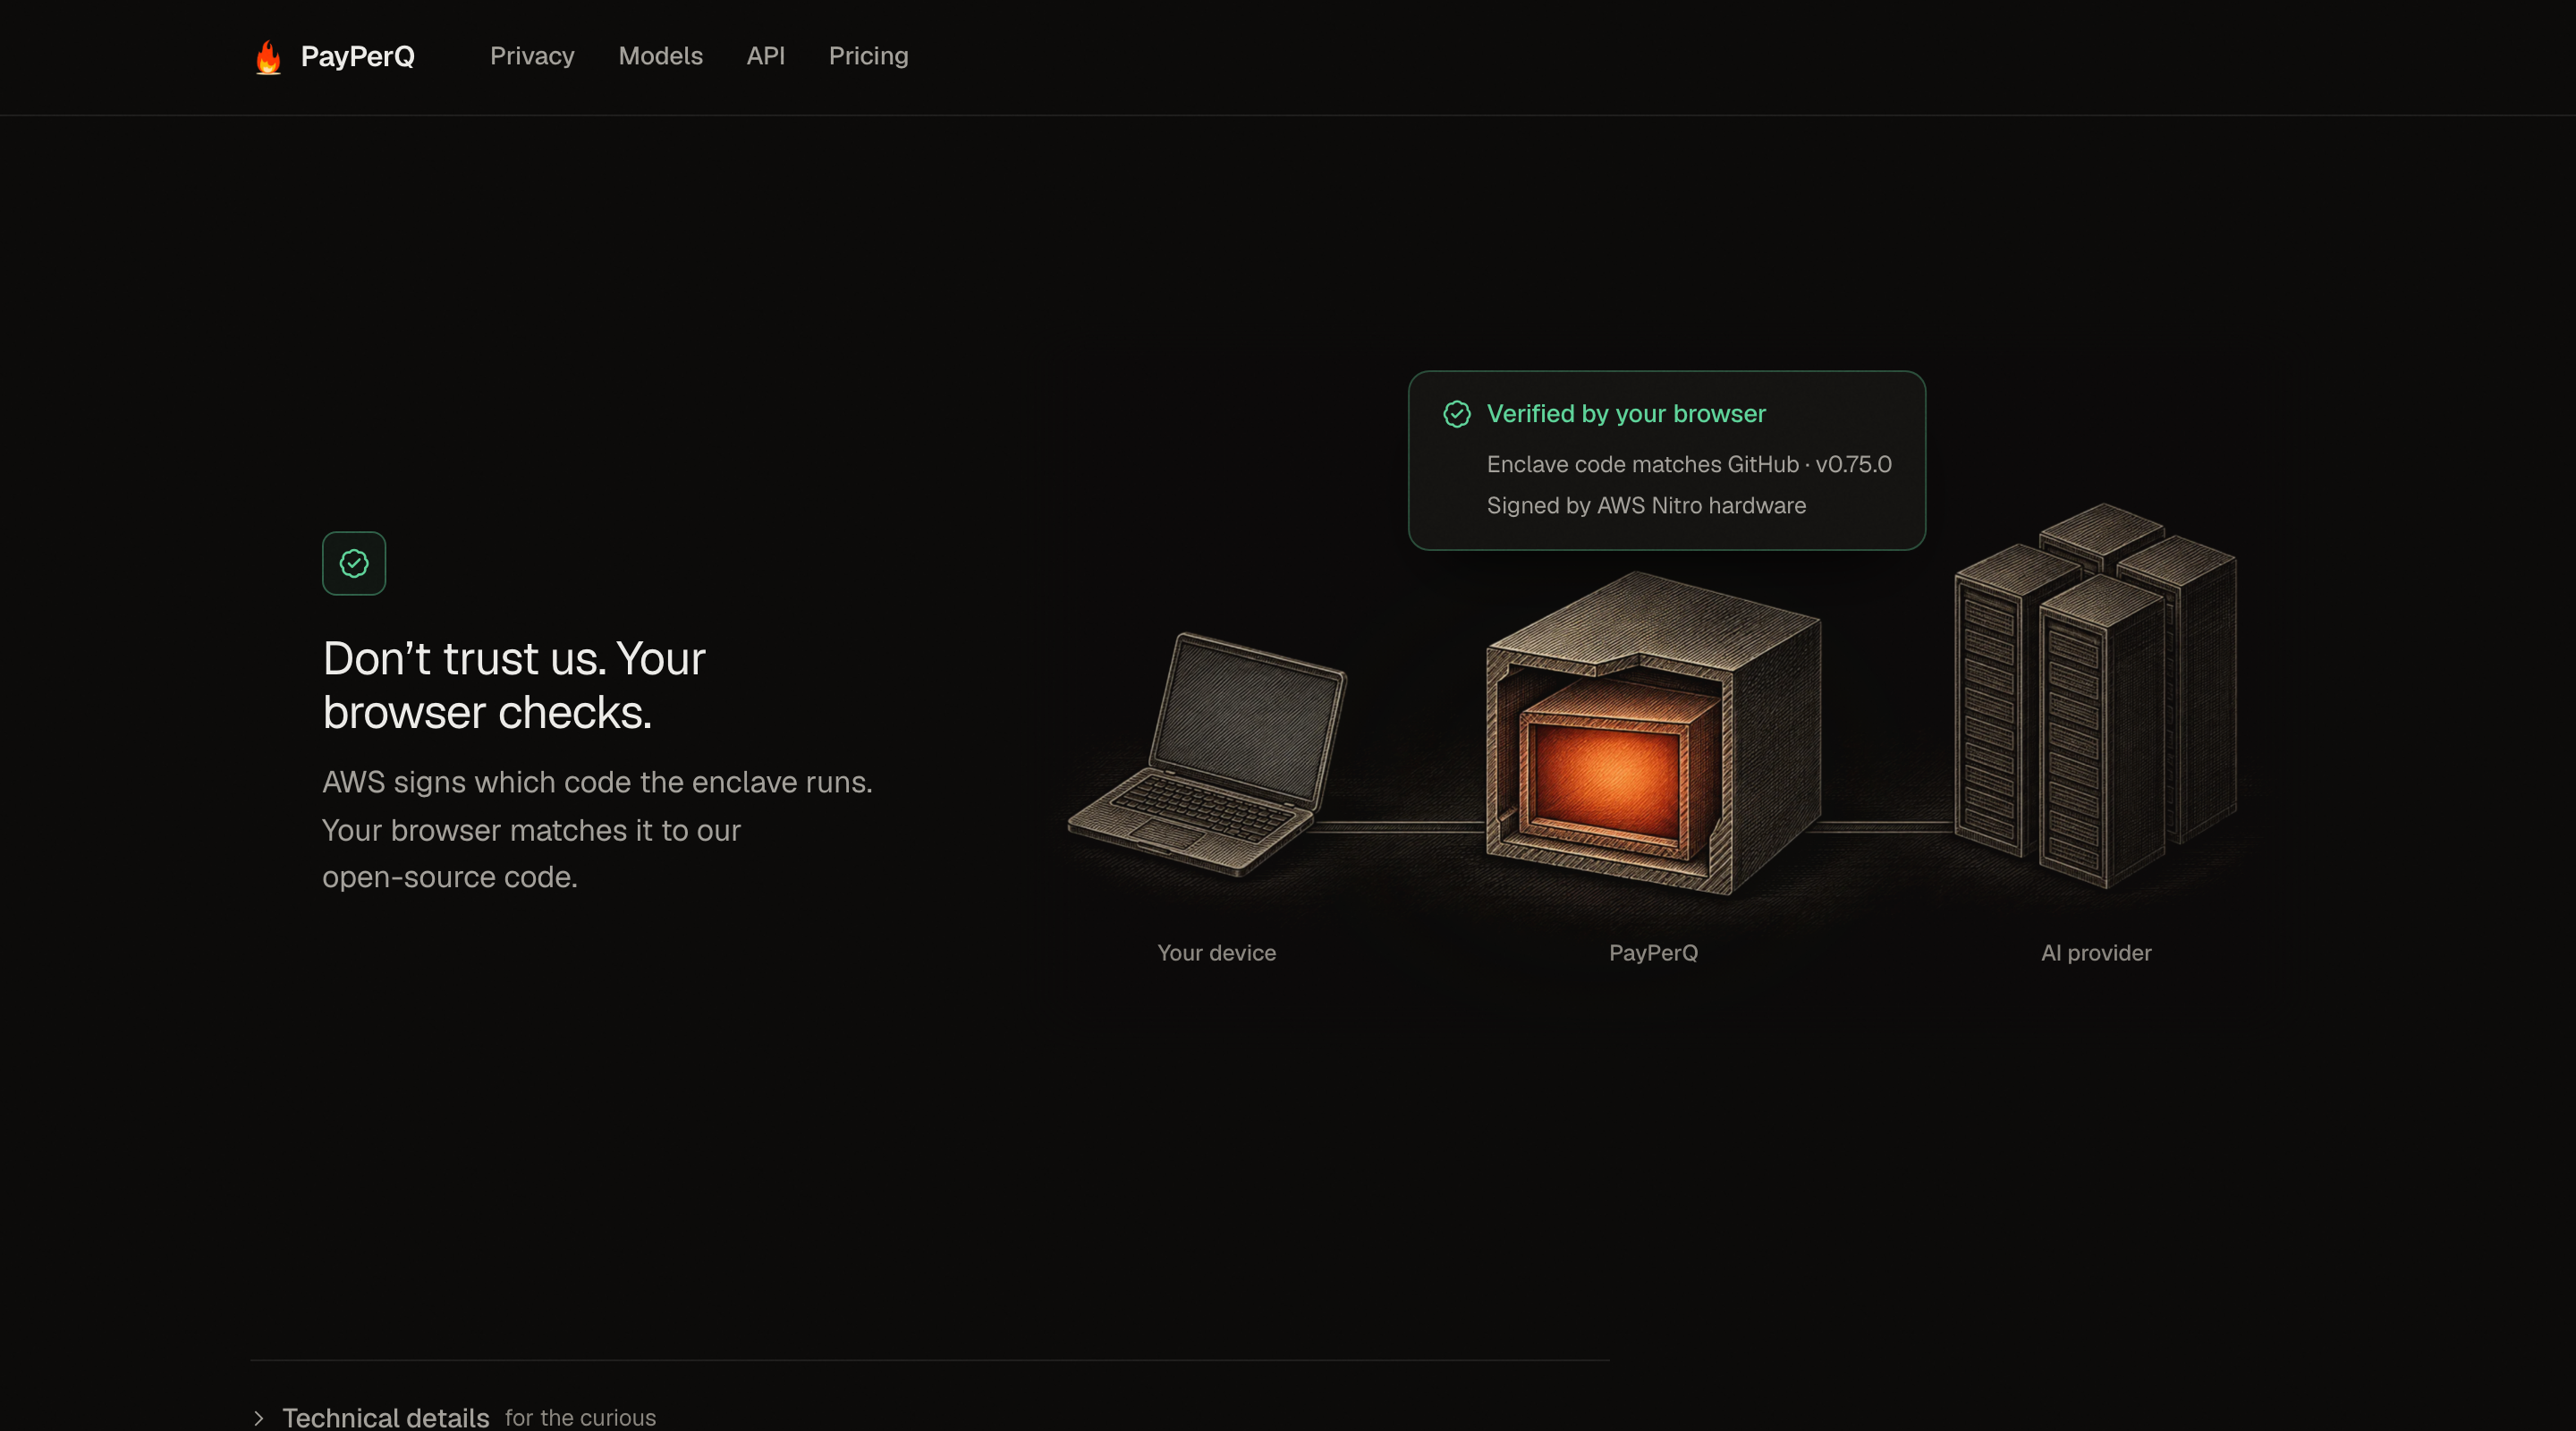 PayPerQ
Privacy
Models
API
Pricing
Verified by your browser
Enclave code matches GitHub · v0.75.0
Signed by AWS Nitro hardware
Don’t trust us. Your
browser checks.
AWS signs which code the enclave runs.
Your browser matches it to our
open-source code.
Your device
PayPerQ
AI provider
Technical details for the curious